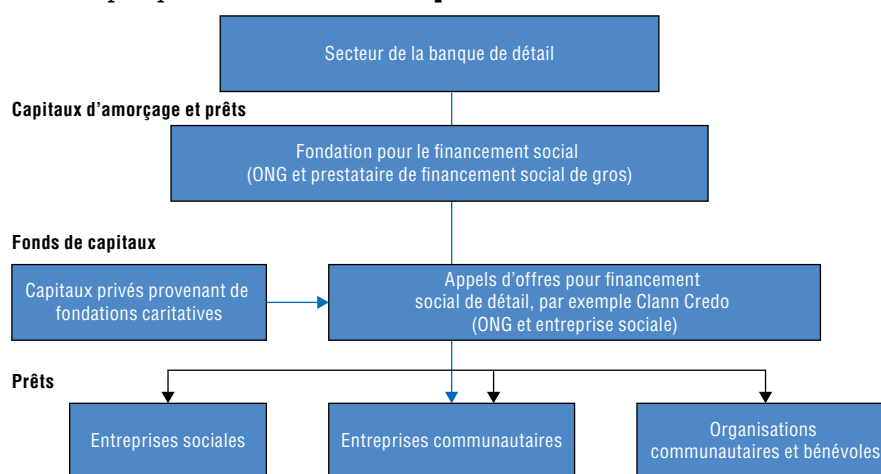 Secteur de la banque de détail
Capitaux d'amorçage et prêts
Fondation pour le financement social
(ONG et prestataire de financement social de gros)
Fonds de capitaux
Capitaux privés provenant de
fondations caritatives
Appels d'offres pour financement
social de détail, par exemple Clann Credo
(ONG et entreprise sociale)
Prêts
Entreprises sociales
Entreprises communautaires
Organisations
communautaires et bénévoles